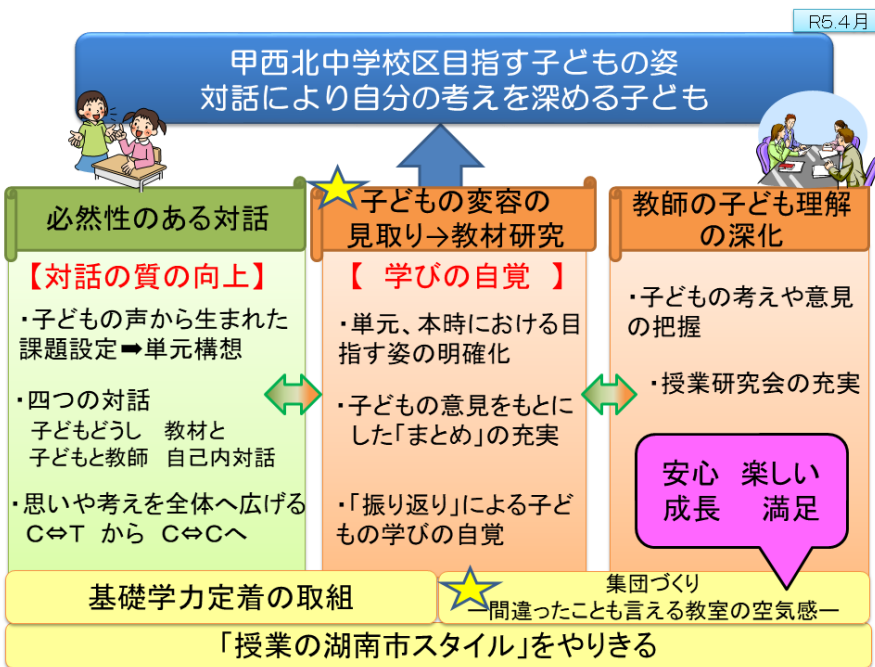 R5.4月
甲西北中学校区目指す子どもの姿
対話により自分の考えを深める子ども
必然性のある対話
【対話の質の向上】
・子どもの声から生まれた
課題設定➡単元構想
・四つの対話
子どもどうし 教材と
子どもと教師 自己内対話
・思いや考えを全体へ広げる
C⇔T から C⇔Cへ
子どもの変容の
見取り→教材研究
【 学びの自覚 】
・単元、本時における目
指す姿の明確化
・子どもの意見をもとに
した「まとめ」の充実
・「振り返り」による子ど
もの学びの自覚
教師の子ども理解
の深化
・子どもの考えや意見
の把握
・授業研究会の充実
安心 楽しい
成長 満足
基礎学力定着の取組
集団づくり
―間違ったことも言える教室の空気感―
「授業の湖南市スタイル」をやりきる